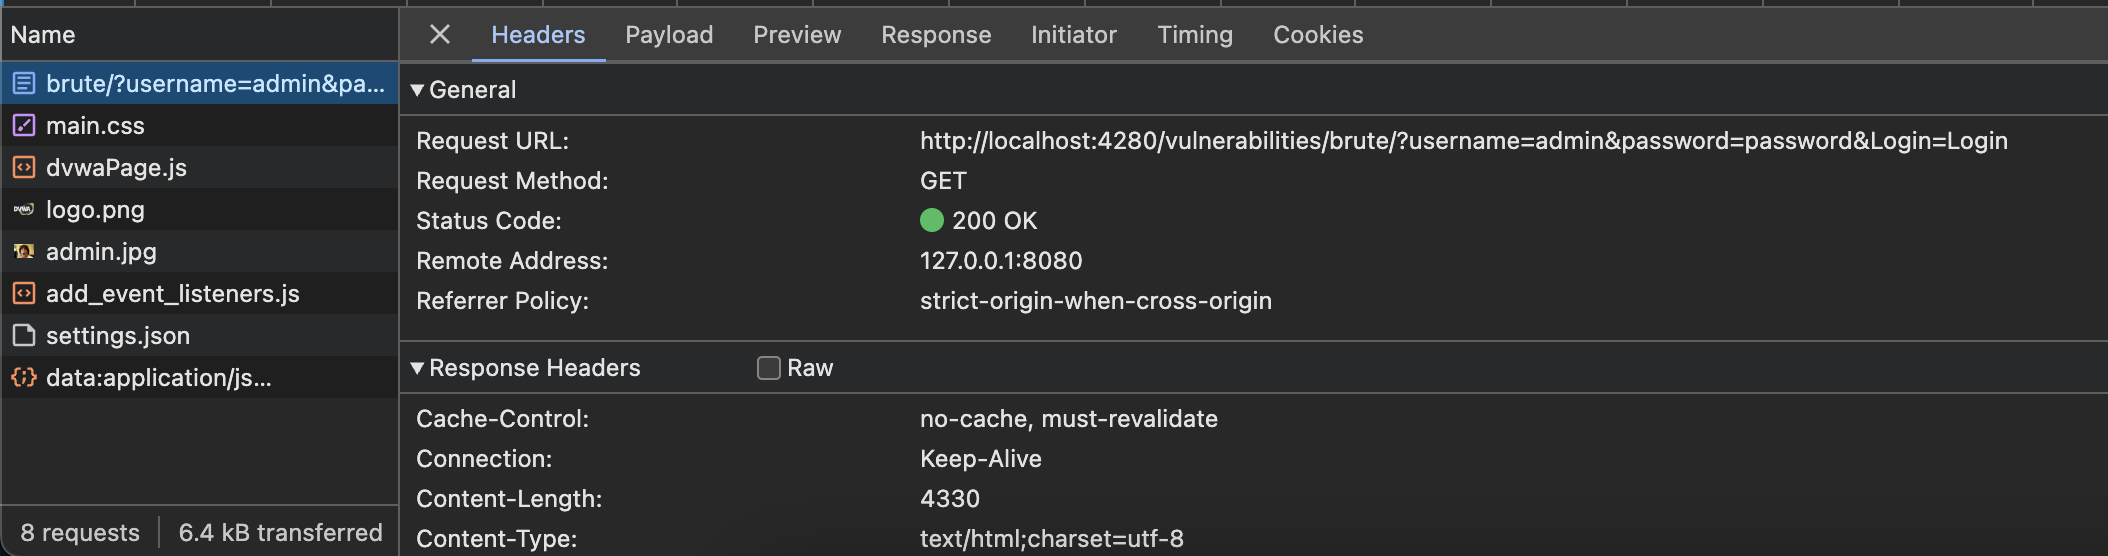 Name
brute/?username=admin&pa...
main.css
dvwaPage.js
logo.png
admin.jpg
add_event_listeners.js
settings.json
data:application/js...
8 requests
6.4 kB transferred
Headers
Payload
Preview
Response
Initiator
Timing
Cookies
General
Request URL: http://localhost:4280/vulnerabilities/brute/?username=admin&password=password&Login=Login
Request Method: GET
Status Code: 200 OK
Remote Address: 127.0.0.1:8080
Referrer Policy: strict-origin-when-cross-origin
Response Headers
Raw
Cache-Control: no-cache, must-revalidate
Connection: Keep-Alive
Content-Length: 4330
Content-Type: text/html;charset=utf-8